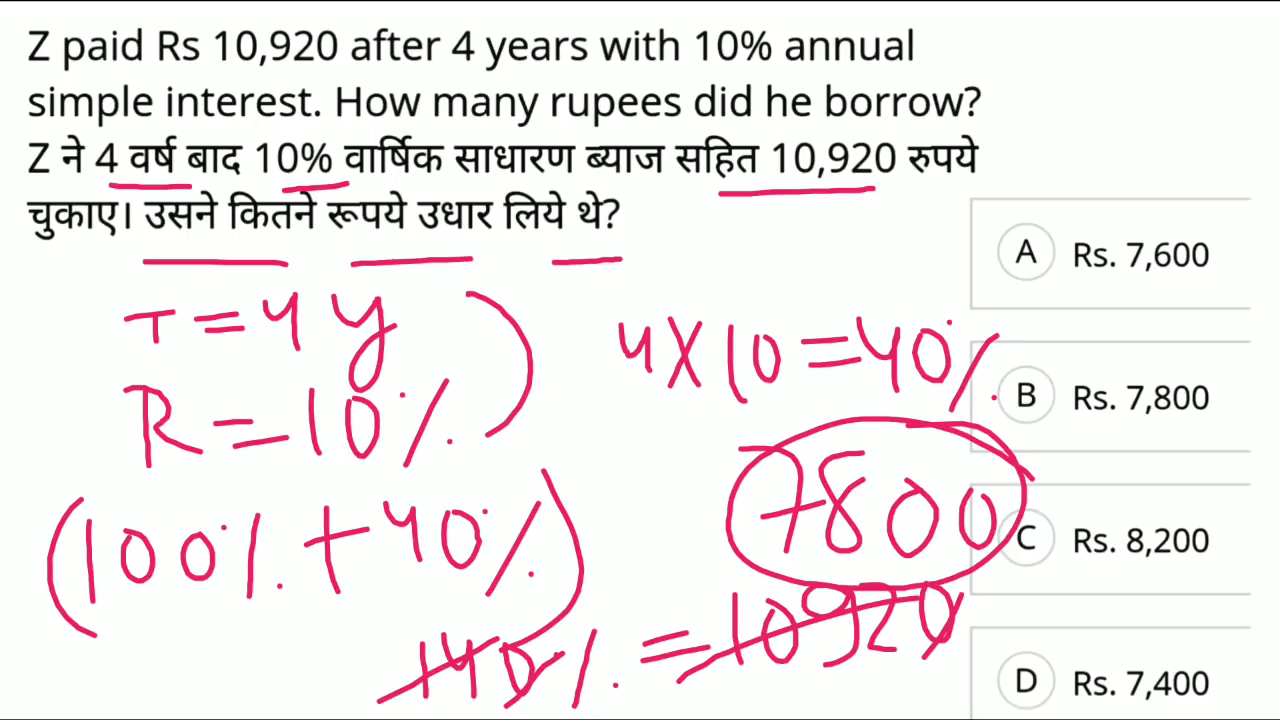 Z paid Rs 10,920 after 4 years with 10% annual
simple interest. How many rupees did he borrow?
Z ने 4 वर्ष बाद 10% वार्षिक साधारण ब्याज सहित 10,920 रुपये
चुकाए। उसने कितने रूपये उधार लिये थे?
A Rs. 7,600
B Rs. 7,800
C Rs. 8,200
D Rs. 7,400
T = 4 y
R = 10%
4 X 10 = 40%
(100% + 40%)
7800
140% = 10920